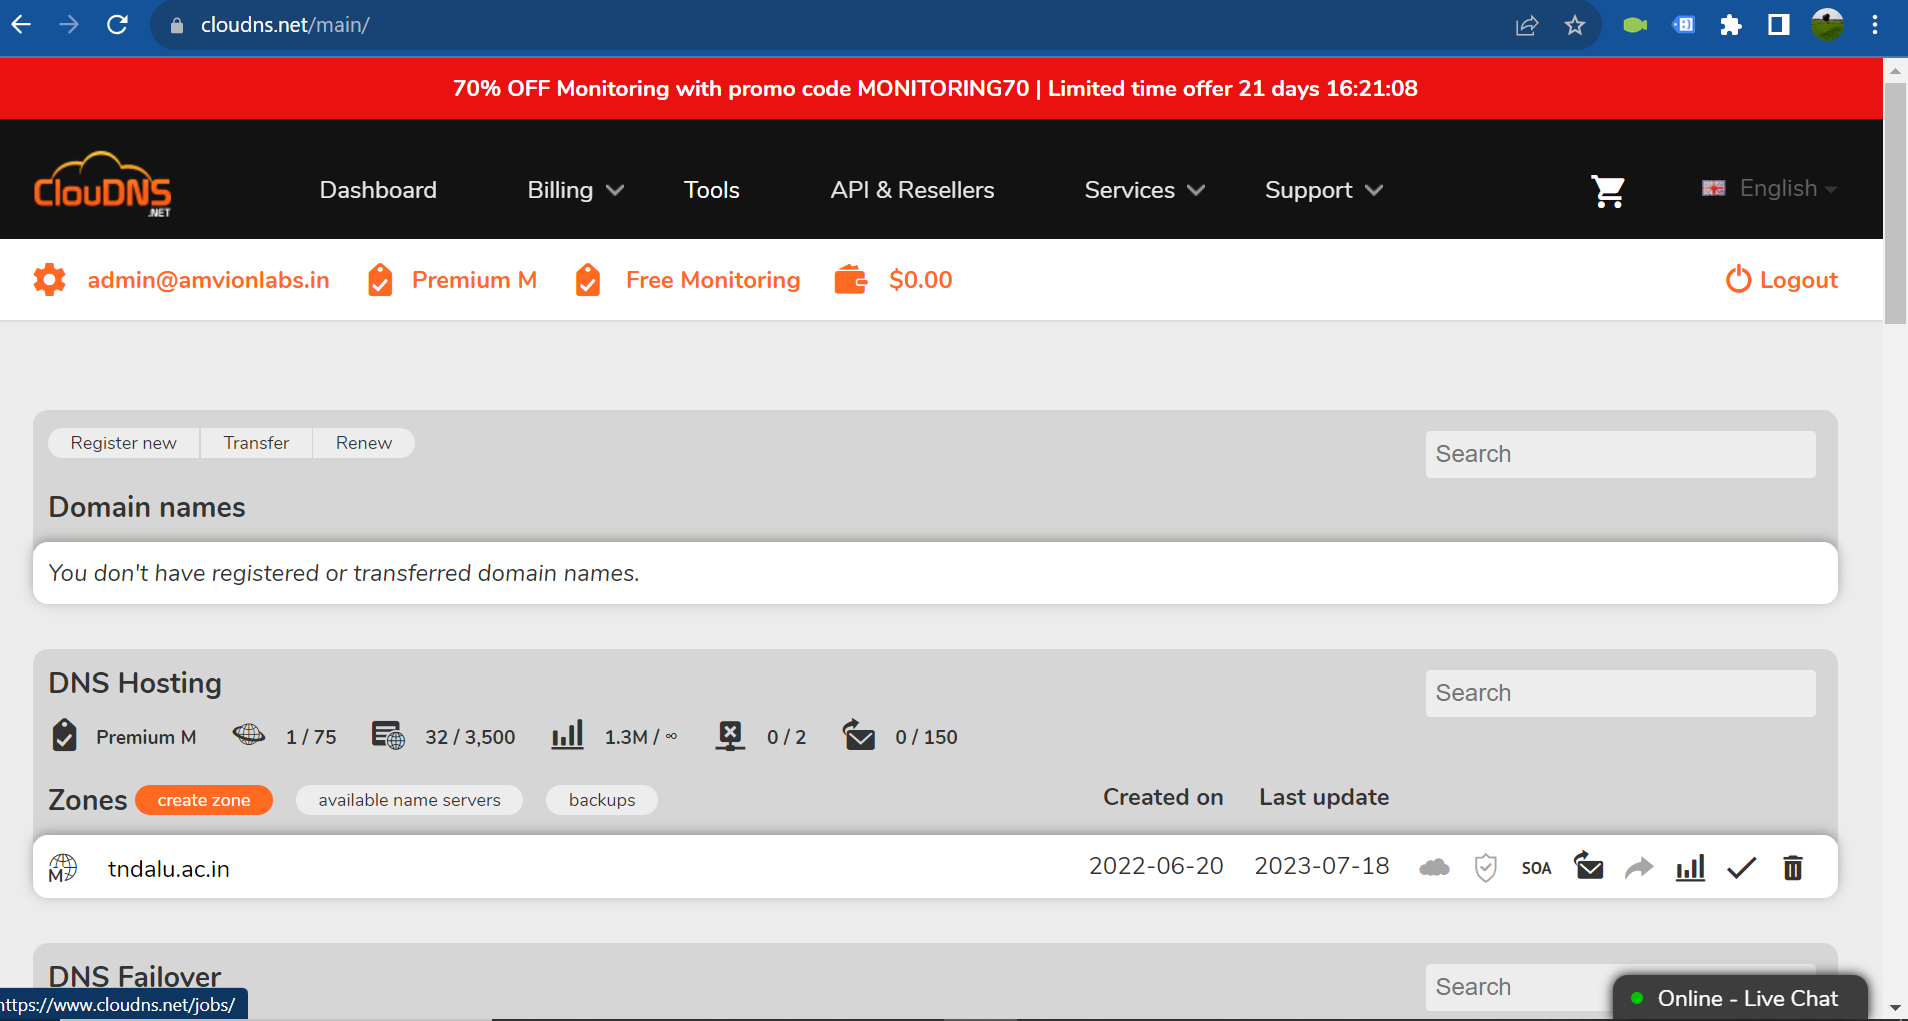 cloudns.net/main/
70% OFF Monitoring with promo code MONITORING70 | Limited time offer 21 days 16:21:08
ClouDNS
.NET
Dashboard Billing Tools API & Resellers Services Support English
admin@amvionlabs.in Premium M Free Monitoring $0.00 Logout
Register new Transfer Renew
Search
Domain names
You don't have registered or transferred domain names.
DNS Hosting
Search
Premium M 1 / 75 32 / 3,500 1.3M / ∞ 0 / 2 0 / 150
Zones create zone available name servers backups Created on Last update
M tndalu.ac.in 2022-06-20 2023-07-18 SOA
DNS Failover
Search
https://www.cloudns.net/jobs/
Online - Live Chat